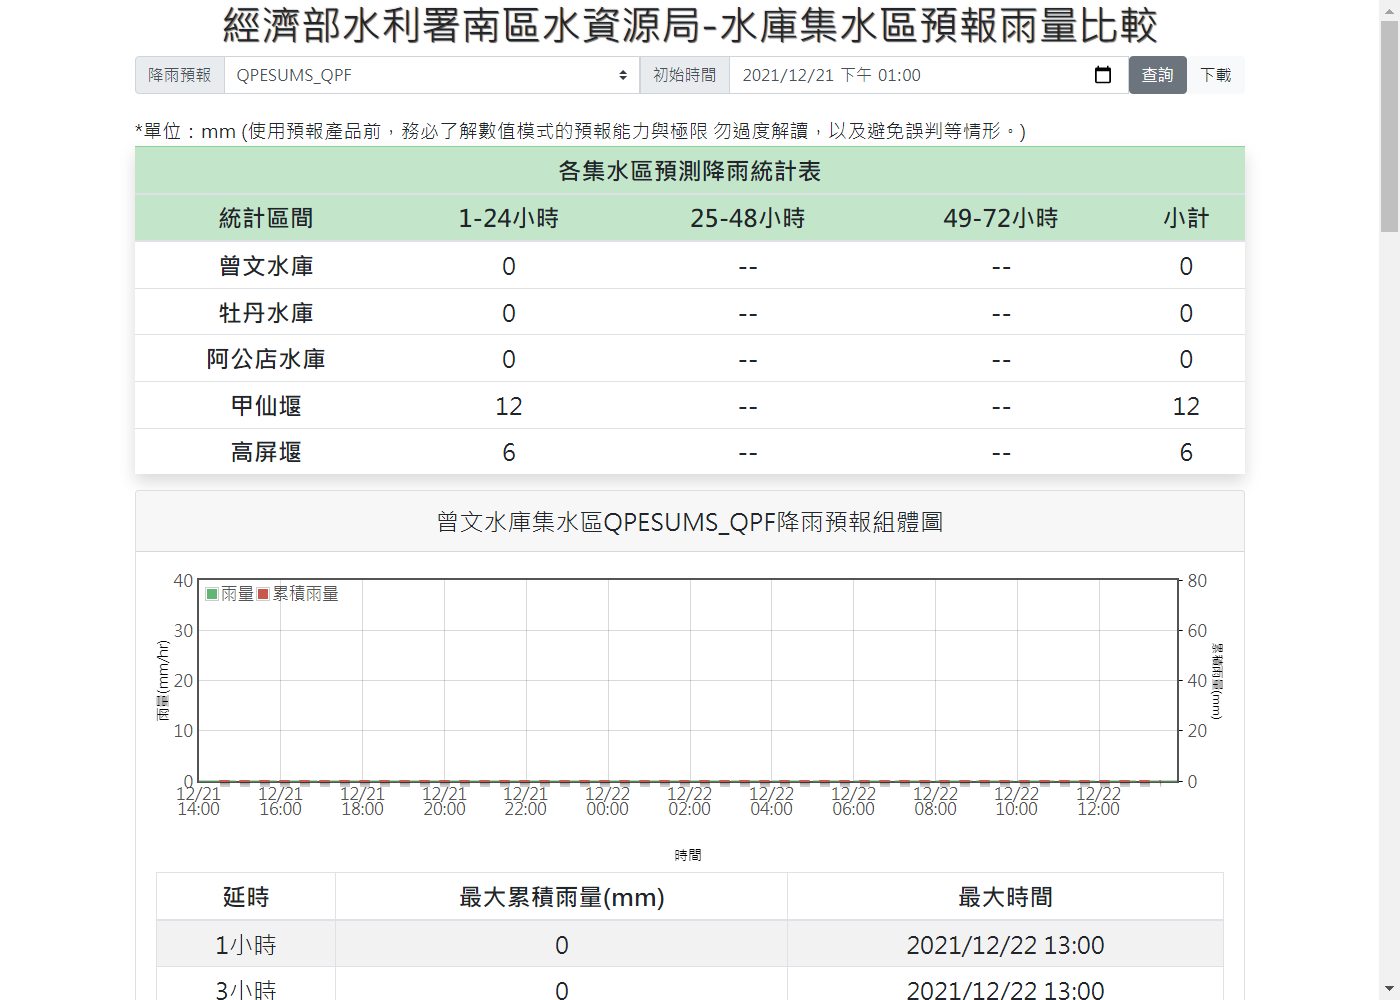 經濟部水利署南區水資源局-水庫集水區預報雨量比較
降雨預報 QPESUMS_QPF 初始時間 2021/12/21 下午 01:00 查詢 下載
*單位：mm (使用預報產品前，務必了解數值模式的預報能力與極限 勿過度解讀，以及避免誤判等情形。)
各集水區預測降雨統計表
統計區間 1-24小時 25-48小時 49-72小時 小計
曾文水庫 0 -- -- 0
牡丹水庫 0 -- -- 0
阿公店水庫 0 -- -- 0
甲仙堰 12 -- -- 12
高屏堰 6 -- -- 6
曾文水庫集水區QPESUMS_QPF降雨預報組體圖
雨量 累積雨量
40 80
30 60
20 40
10 20
0 0
雨量(mm/hr)
累積雨量(mm)
12/21 12/21 12/21 12/21 12/21 12/22 12/22 12/22 12/22 12/22 12/22 12/22
14:00 16:00 18:00 20:00 22:00 00:00 02:00 04:00 06:00 08:00 10:00 12:00
時間
延時 最大累積雨量(mm) 最大時間
1小時 0 2021/12/22 13:00
3小時 0 2021/12/22 13:00